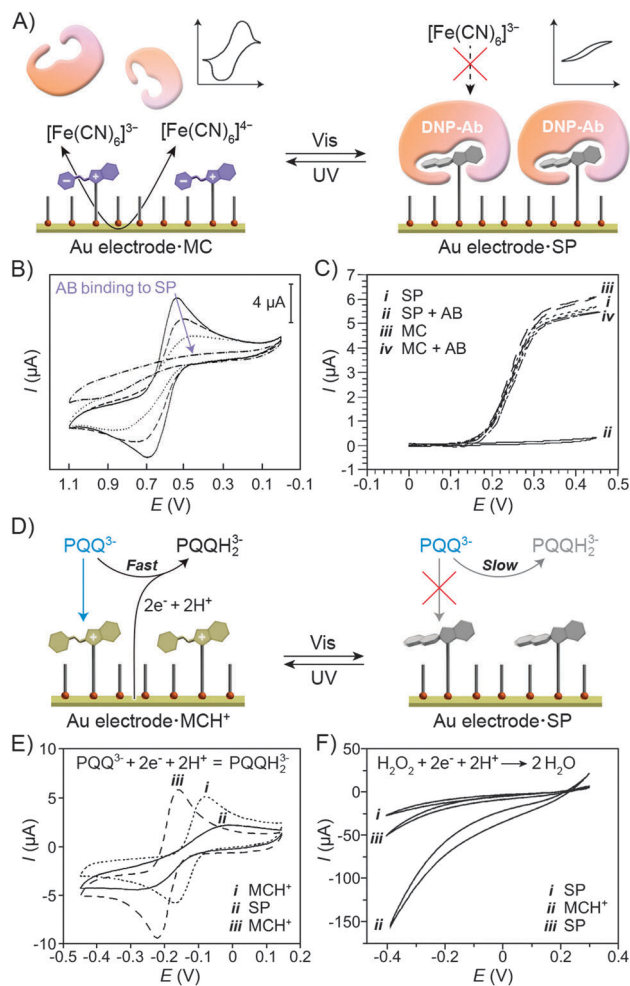 A)
[Fe(CN)6]3-
[Fe(CN)6]4-
Au electrode·MC
Vis
UV
[Fe(CN)6]3-
DNP-Ab
DNP-Ab
Au electrode·SP
B)
AB binding to SP
4 µA
I (µA)
1.1 0.9 0.7 0.5 0.3 0.1 -0.1
E (V)
C)
i SP
ii SP + AB
iii MC
iv MC + AB
iii
i
iv
ii
7
6
5
4
3
2
1
0
-1
I (µA)
0 0.1 0.2 0.3 0.4 0.5
E (V)
D)
PQQ3-
PQQH2 3-
Fast
2e- + 2H+
Au electrode·MCH+
Vis
UV
PQQ3-
PQQH2 3-
Slow
Au electrode·SP
E)
PQQ3- + 2e- + 2H+ = PQQH2 3-
iii
i
ii
i MCH+
ii SP
iii MCH+
10
5
0
-5
-10
I (µA)
-0.5 -0.4 -0.3 -0.2 -0.1 0 0.1 0.2
E (V)
F)
H2O2 + 2e- + 2H+ → 2 H2O
i
iii
ii
i SP
ii MCH+
iii SP
50
25
0
-25
-50
-75
-100
-125
-150
I (µA)
-0.4 -0.2 0 0.2 0.4
E (V)